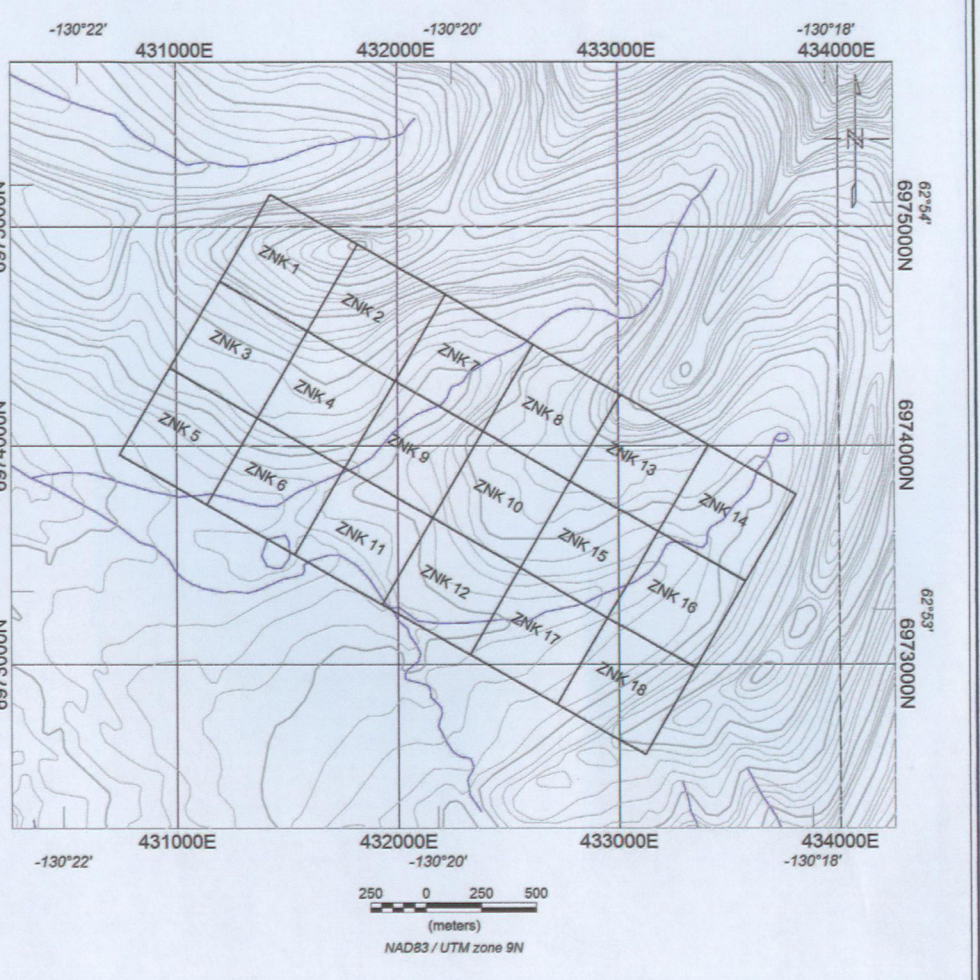 -130°22' -130°20' -130°18'
431000E 432000E 433000E 434000E
N
62°54'
6975000N
ZNK 1
ZNK 2
ZNK 3
ZNK 7
ZNK 4
ZNK 8
6974000N
6974000N
ZNK 5
ZNK 9
ZNK 13
ZNK 6
ZNK 10
ZNK 14
ZNK 11
ZNK 15
ZNK 12
ZNK 16
62°53'
ZNK 17
ZNK 18
6973000N
431000E 432000E 433000E 434000E
-130°22' -130°20' -130°18'
250 0 250 500
(meters)
NAD83 / UTM zone 9N